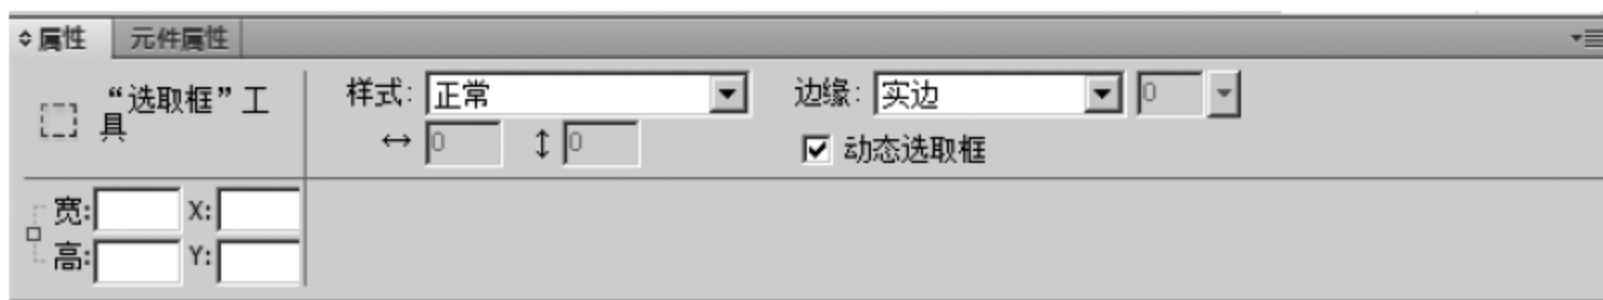 属性 元件属性
“选取框”工具
样式: 正常 边缘: 实边 0
0 0 动态选取框
宽: X:
高: Y: